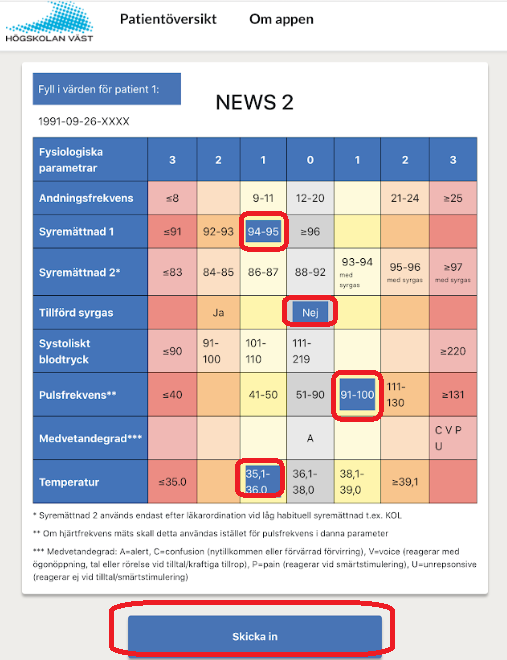 HÖGSKOLAN VÄST
Patientöversikt Om appen
Fyll i värden för patient 1:
NEWS 2
1991-09-26-XXXX
Fysiologiska parametrar 3 2 1 0 1 2 3
Andningsfrekvens ≤8 9-11 12-20 21-24 ≥25
Syremättnad 1 ≤91 92-93 94-95 ≥96
Syremättnad 2* ≤83 84-85 86-87 88-92 93-94 med syrgas 95-96 med syrgas ≥97 med syrgas
Tillförd syrgas Ja Nej
Systoliskt blodtryck ≤90 91-100 101-110 111-219 ≥220
Pulsfrekvens** ≤40 41-50 51-90 91-100 111-130 ≥131
Medvetandegrad*** A C V P U
Temperatur ≤35.0 35,1-36,0 36,1-38,0 38,1-39,0 ≥39,1
* Syremättnad 2 används endast efter läkarordination vid låg habituell syremättnad t.ex. KOL
** Om hjärtfrekvens mäts skall detta användas istället för pulsfrekvens i danna parameter
*** Medvetandegrad: A=alert, C=confusion (nytillkommen eller förvärrad förvirring), V=voice (reagerar med
ögonöppning, tal eller rörelse vid tilltal/kraftiga tillrop), P=pain (reagerar vid smärtstimulering), U=unrepsonsive
(reagerar ej vid tilltal/smärtstimulering)
Skicka in